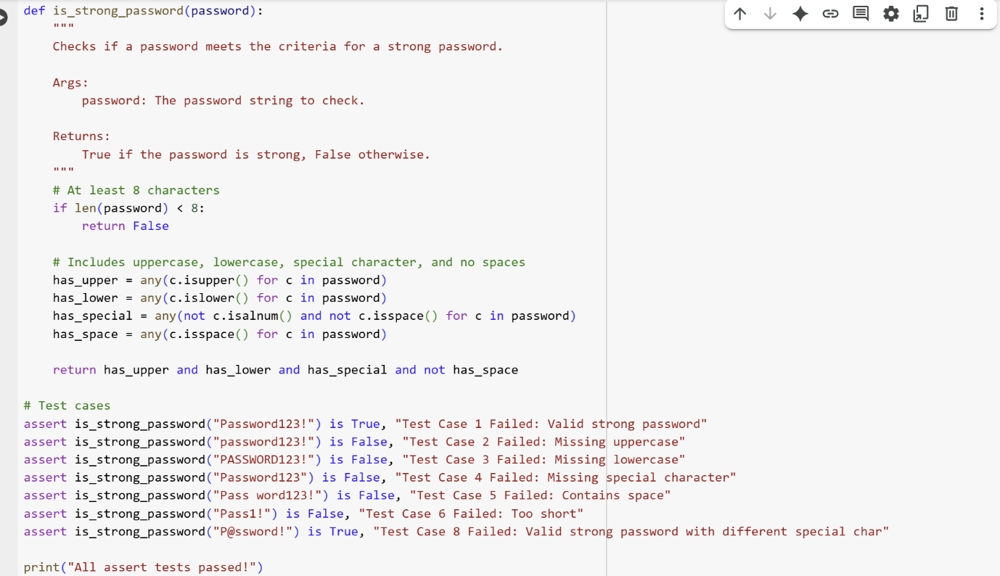 def is_strong_password(password):
    """
    Checks if a password meets the criteria for a strong password.

    Args:
        password: The password string to check.

    Returns:
        True if the password is strong, False otherwise.
    """
    # At least 8 characters
    if len(password) < 8:
        return False

    # Includes uppercase, lowercase, special character, and no spaces
    has_upper = any(c.isupper() for c in password)
    has_lower = any(c.islower() for c in password)
    has_special = any(not c.isalnum() and not c.isspace() for c in password)
    has_space = any(c.isspace() for c in password)

    return has_upper and has_lower and has_special and not has_space

# Test cases
assert is_strong_password("Password123!") is True, "Test Case 1 Failed: Valid strong password"
assert is_strong_password("password123!") is False, "Test Case 2 Failed: Missing uppercase"
assert is_strong_password("PASSWORD123!") is False, "Test Case 3 Failed: Missing lowercase"
assert is_strong_password("Password123") is False, "Test Case 4 Failed: Missing special character"
assert is_strong_password("Pass word123!") is False, "Test Case 5 Failed: Contains space"
assert is_strong_password("Pass1!") is False, "Test Case 6 Failed: Too short"
assert is_strong_password("P@ssword!") is True, "Test Case 8 Failed: Valid strong password with different special char"

print("All assert tests passed!")